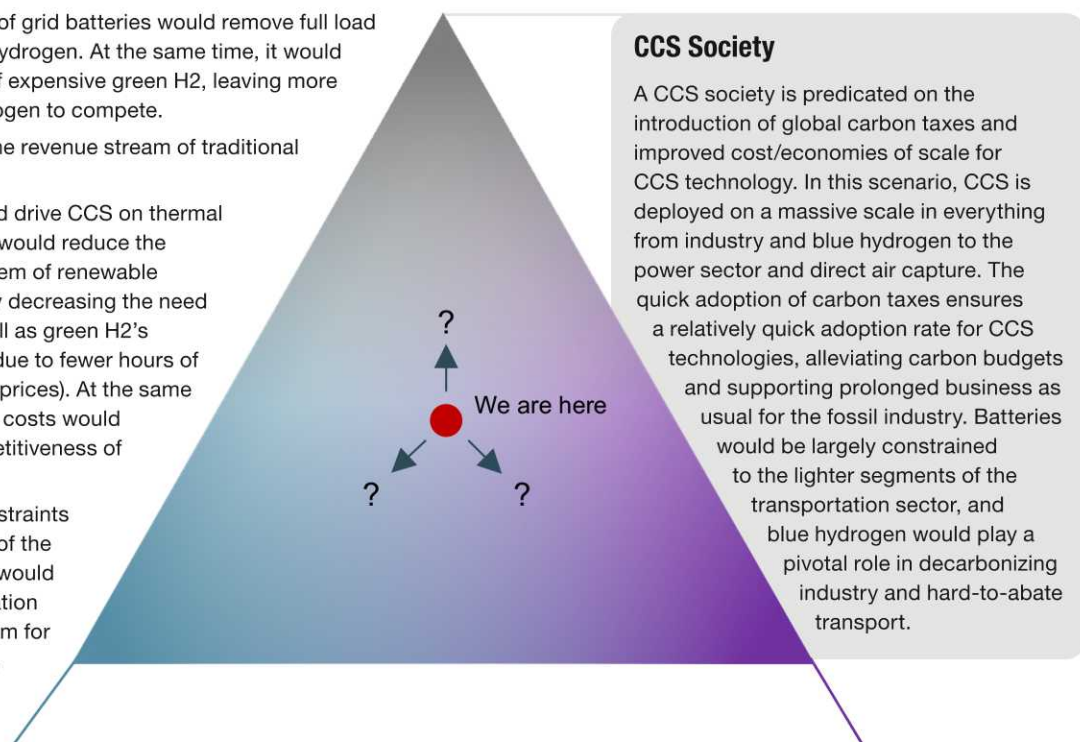 of grid batteries would remove full load
ydrogen. At the same time, it would
f expensive green H2, leaving more
ogen to compete.
he revenue stream of traditional
d drive CCS on thermal
would reduce the
em of renewable
y decreasing the need
ll as green H2’s
due to fewer hours of
prices). At the same
costs would
etitiveness of
straints
of the
would
tion
m for
?
We are here
?
?
CCS Society
A CCS society is predicated on the
introduction of global carbon taxes and
improved cost/economies of scale for
CCS technology. In this scenario, CCS is
deployed on a massive scale in everything
from industry and blue hydrogen to the
power sector and direct air capture. The
quick adoption of carbon taxes ensures
a relatively quick adoption rate for CCS
technologies, alleviating carbon budgets
and supporting prolonged business as
usual for the fossil industry. Batteries
would be largely constrained
to the lighter segments of the
transportation sector, and
blue hydrogen would play a
pivotal role in decarbonizing
industry and hard-to-abate
transport.